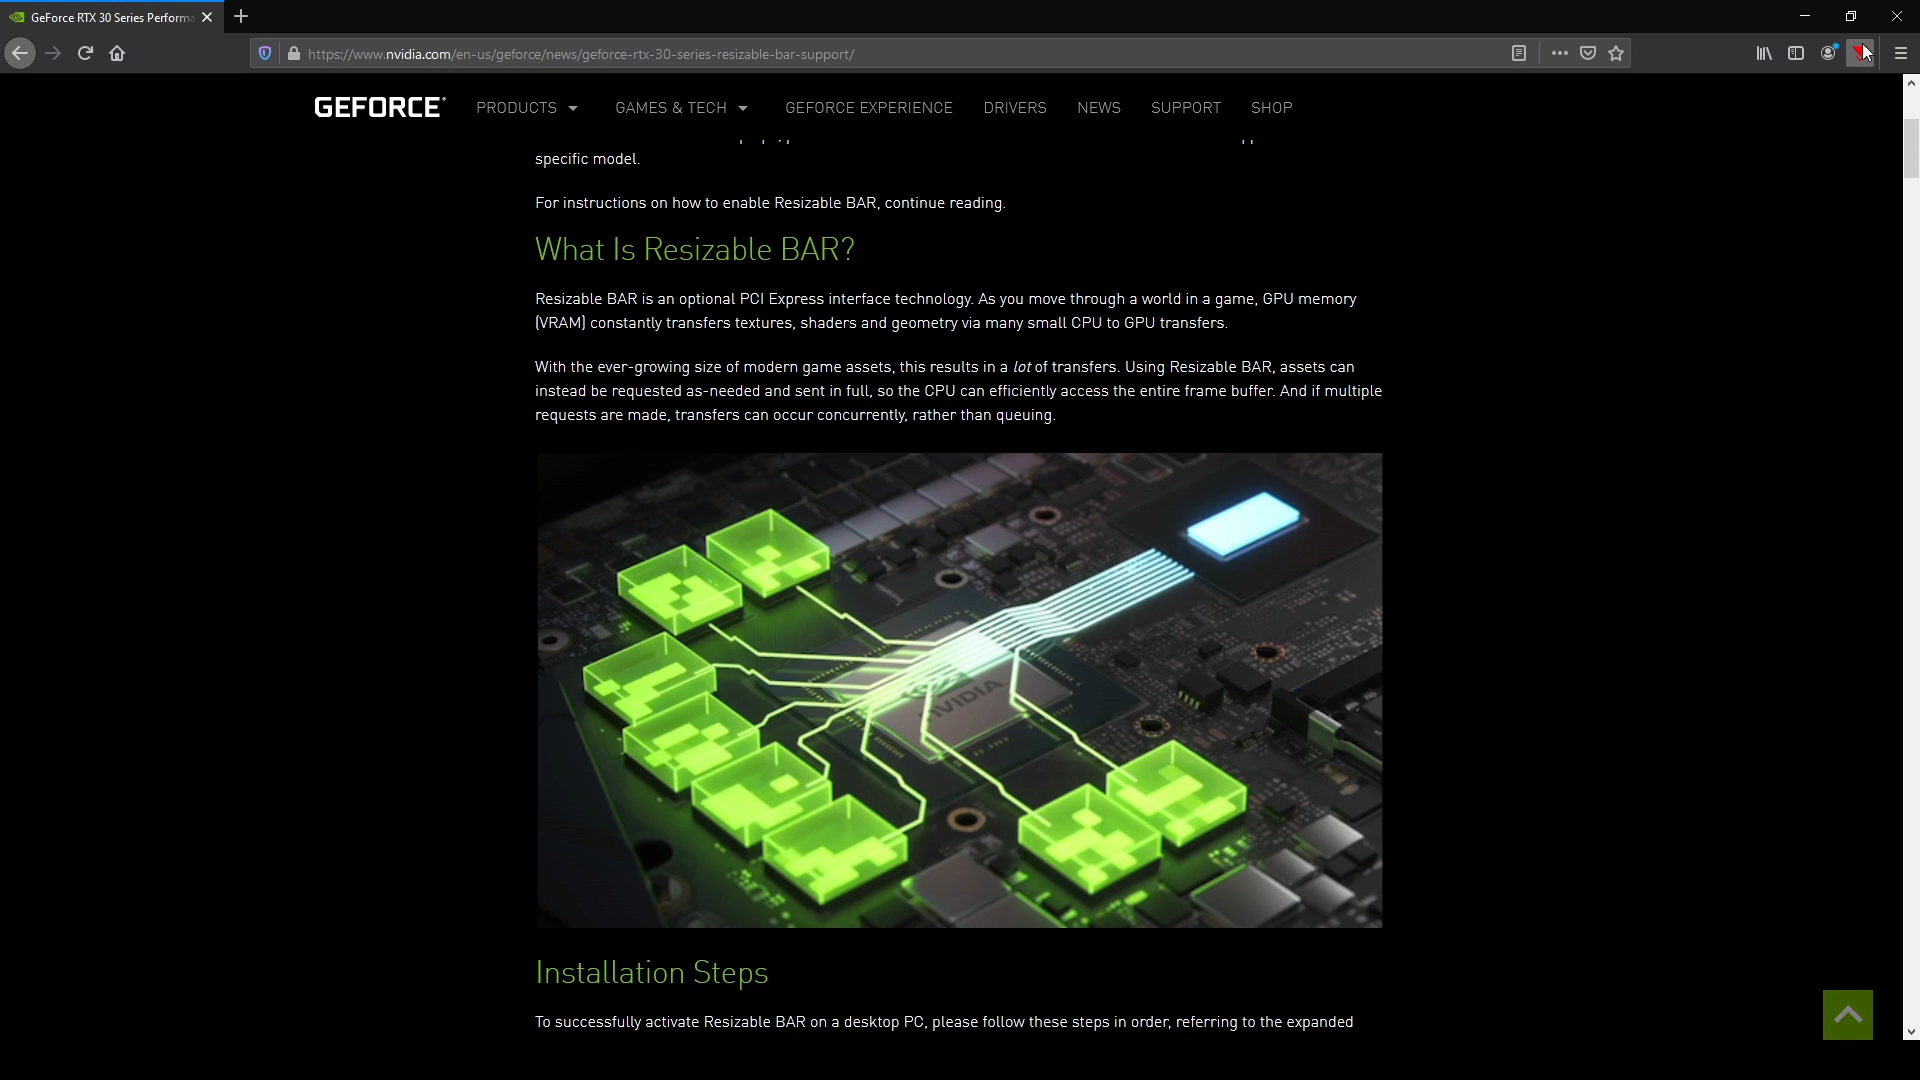 GeForce RTX 30 Series Performa
https://www.nvidia.com/en-us/geforce/news/geforce-rtx-30-series-resizable-bar-support/
GEFORCE PRODUCTS GAMES & TECH GEFORCE EXPERIENCE DRIVERS NEWS SUPPORT SHOP
specific model.
For instructions on how to enable Resizable BAR, continue reading.
What Is Resizable BAR?
Resizable BAR is an optional PCI Express interface technology. As you move through a world in a game, GPU memory
(VRAM) constantly transfers textures, shaders and geometry via many small CPU to GPU transfers.
With the ever-growing size of modern game assets, this results in a lot of transfers. Using Resizable BAR, assets can
instead be requested as-needed and sent in full, so the CPU can efficiently access the entire frame buffer. And if multiple
requests are made, transfers can occur concurrently, rather than queuing.
NVIDIA
Installation Steps
To successfully activate Resizable BAR on a desktop PC, please follow these steps in order, referring to the expanded